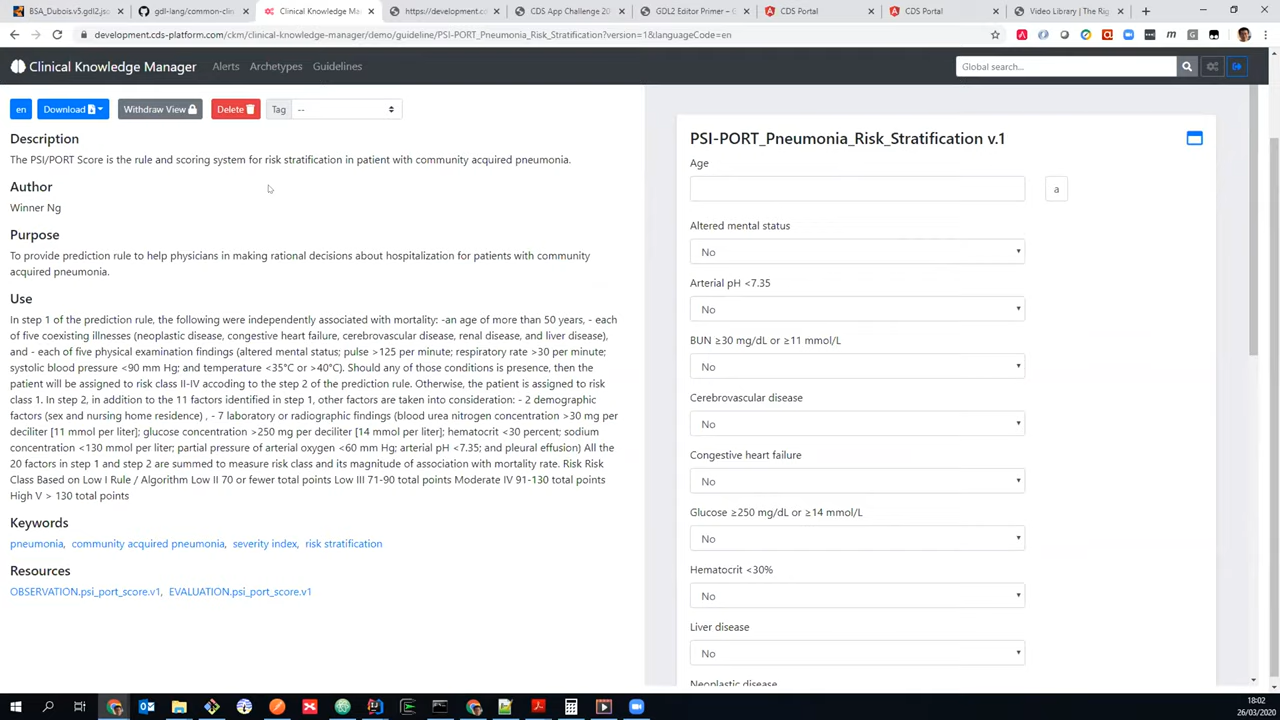 BSA_Dubois.v5.gdl2.jso
gdl-lang/common-clin
Clinical Knowledge Ma
https://development.cd
CDS App Challenge 20
GDL2 Editor Primer – G
CDS Portal
CDS Portal
Video Library | The Rig
development.cds-platform.com/ckm/clinical-knowledge-manager/demo/guideline/PSI-PORT_Pneumonia_Risk_Stratification?version=1&languageCode=en
Clinical Knowledge Manager
Alerts
Archetypes
Guidelines
Global search...
en
Download
Withdraw View
Delete
Tag
--
Description
The PSI/PORT Score is the rule and scoring system for risk stratification in patient with community acquired pneumonia.
Author
Winner Ng
Purpose
To provide prediction rule to help physicians in making rational decisions about hospitalization for patients with community
acquired pneumonia.
Use
In step 1 of the prediction rule, the following were independently associated with mortality: -an age of more than 50 years, - each
of five coexisting illnesses (neoplastic disease, congestive heart failure, cerebrovascular disease, renal disease, and liver disease),
and - each of five physical examination findings (altered mental status; pulse >125 per minute; respiratory rate >30 per minute;
systolic blood pressure <90 mm Hg; and temperature <35°C or >40°C). Should any of those conditions is presence, then the
patient will be assigned to risk class II-IV accoding to the step 2 of the prediction rule. Otherwise, the patient is assigned to risk
class 1. In step 2, in addition to the 11 factors identified in step 1, other factors are taken into consideration: - 2 demographic
factors (sex and nursing home residence) , - 7 laboratory or radiographic findings (blood urea nitrogen concentration >30 mg per
deciliter [11 mmol per liter]; glucose concentration >250 mg per deciliter [14 mmol per liter]; hematocrit <30 percent; sodium
concentration <130 mmol per liter; partial pressure of arterial oxygen <60 mm Hg; arterial pH <7.35; and pleural effusion) All the
20 factors in step 1 and step 2 are summed to measure risk class and its magnitude of association with mortality rate. Risk Risk
Class Based on Low I Rule / Algorithm Low II 70 or fewer total points Low III 71-90 total points Moderate IV 91-130 total points
High V > 130 total points
Keywords
pneumonia, community acquired pneumonia, severity index, risk stratification
Resources
OBSERVATION.psi_port_score.v1, EVALUATION.psi_port_score.v1
PSI-PORT_Pneumonia_Risk_Stratification v.1
Age
a
Altered mental status
No
Arterial pH <7.35
No
BUN ≥30 mg/dL or ≥11 mmol/L
No
Cerebrovascular disease
No
Congestive heart failure
No
Glucose ≥250 mg/dL or ≥14 mmol/L
No
Hematocrit <30%
No
Liver disease
No
Neoplastic disease
18:02
26/03/2020